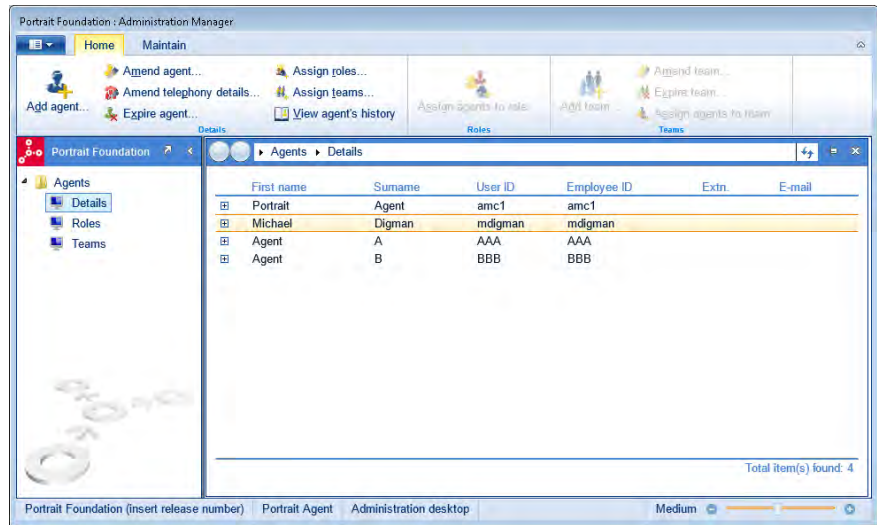 Portrait Foundation : Administration Manager
Home Maintain
Add agent...
Amend agent...
Amend telephony details...
Expire agent...
Assign roles...
Assign teams...
View agent's history
Details
Assign agents to role...
Roles
Add team...
Amend team...
Expire team...
Assign agents to team
Teams
Portrait Foundation
Agents
Details
Roles
Teams
Agents Details
First name Surname User ID Employee ID Extn. E-mail
Portrait Agent amc1 amc1
Michael Digman mdigman mdigman
Agent A AAA AAA
Agent B BBB BBB
Total item(s) found: 4
Portrait Foundation (insert release number) Portrait Agent Administration desktop Medium